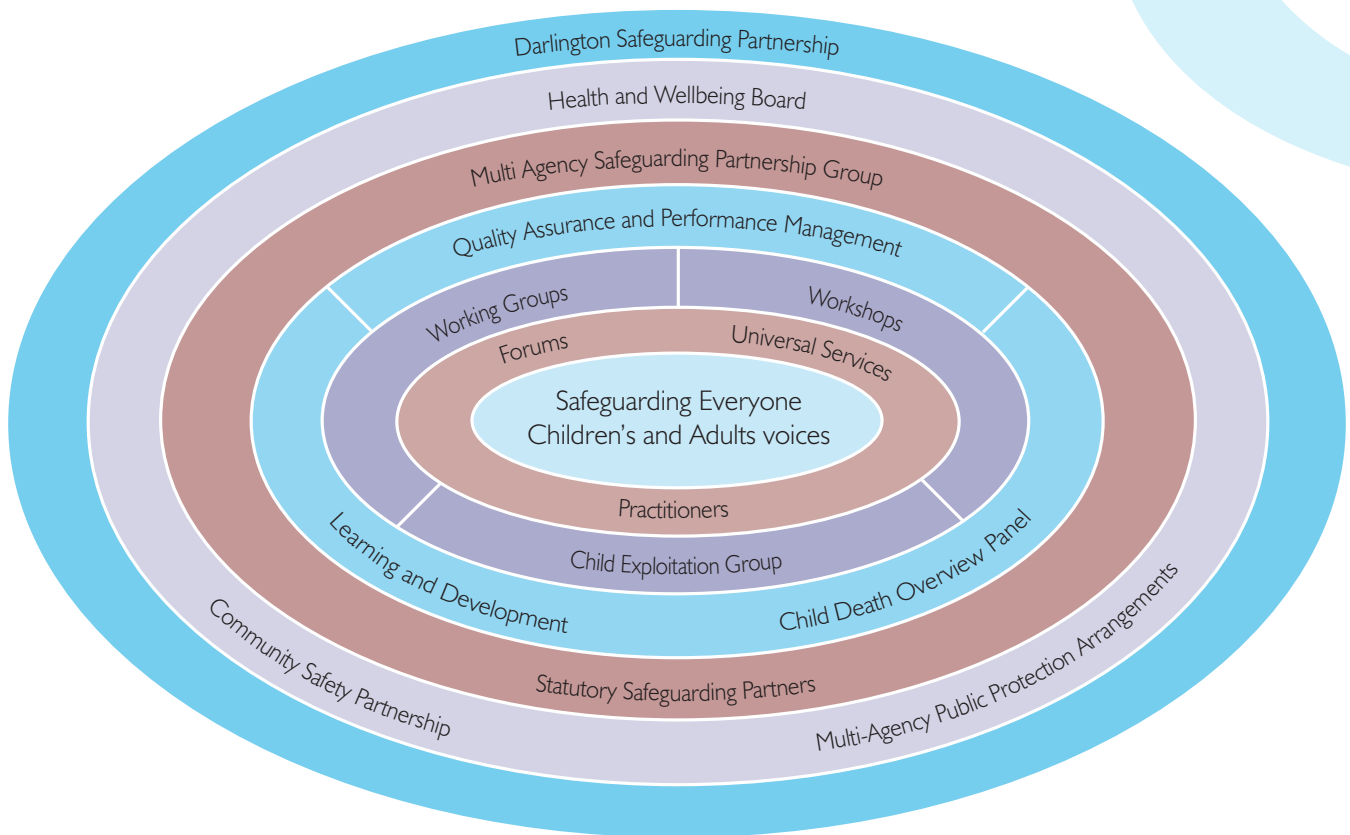 Darlington Safeguarding Partnership
Health and Wellbeing Board
Multi Agency Safeguarding Partnership Group
Quality Assurance and Performance Management
Working Groups
Workshops
Forums
Universal Services
Safeguarding Everyone
Children's and Adults voices
Practitioners
Child Exploitation Group
Learning and Development
Child Death Overview Panel
Statutory Safeguarding Partners
Community Safety Partnership
Multi-Agency Public Protection Arrangements